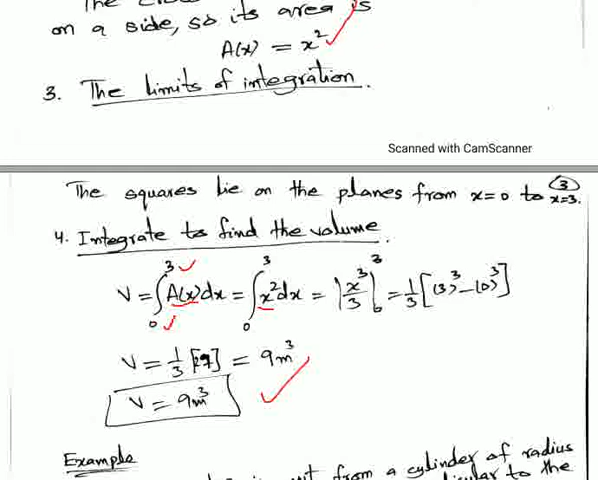 The
on a side, so its area is
A(x) = x²
3. The limits of integration.
Scanned with CamScanner
The squares lie on the planes from x=0 to x=3.
3
4. Integrate to find the volume.
V = ∫₀³ A(x)dx = ∫₀³ x²dx = |x³/3|₀³ = 1/3 [(3)³ - (0)³]
V = 1/3 [27] = 9m³
V = 9m³
Example
from a cylinder of radius
to the